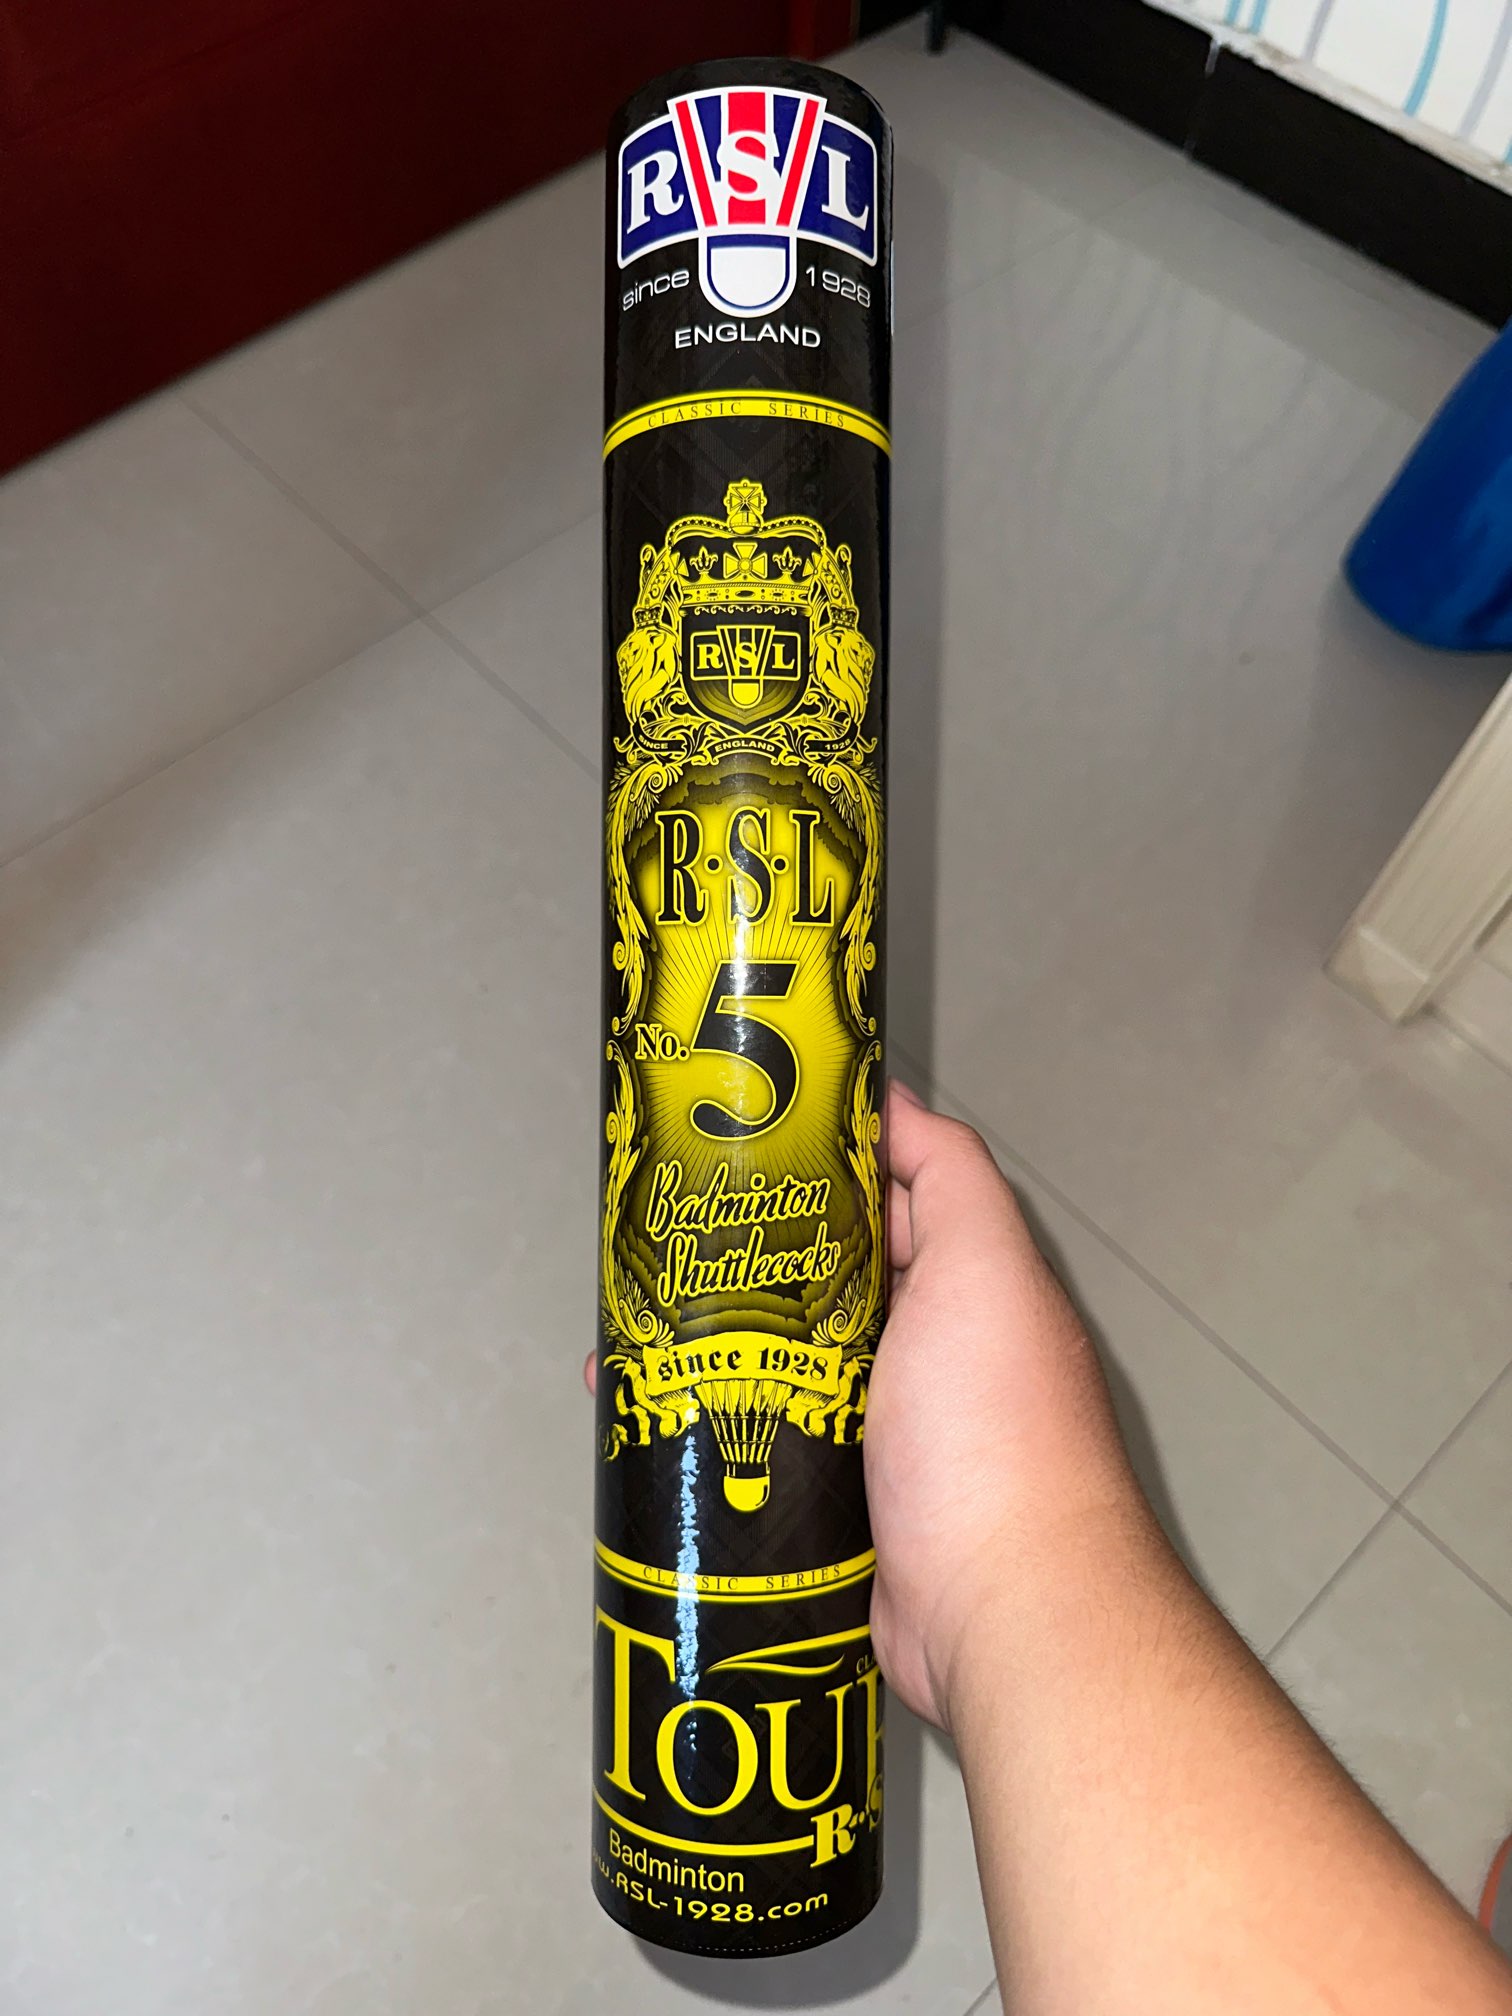 RSL
since 1928
ENGLAND
CLASSIC SERIES
RSL
SINCE ENGLAND 1928
R·S·L
No.5
Badminton
Shuttlecocks
since 1928
CLASSIC SERIES
TOU
Badminton
.RSL-1928.com